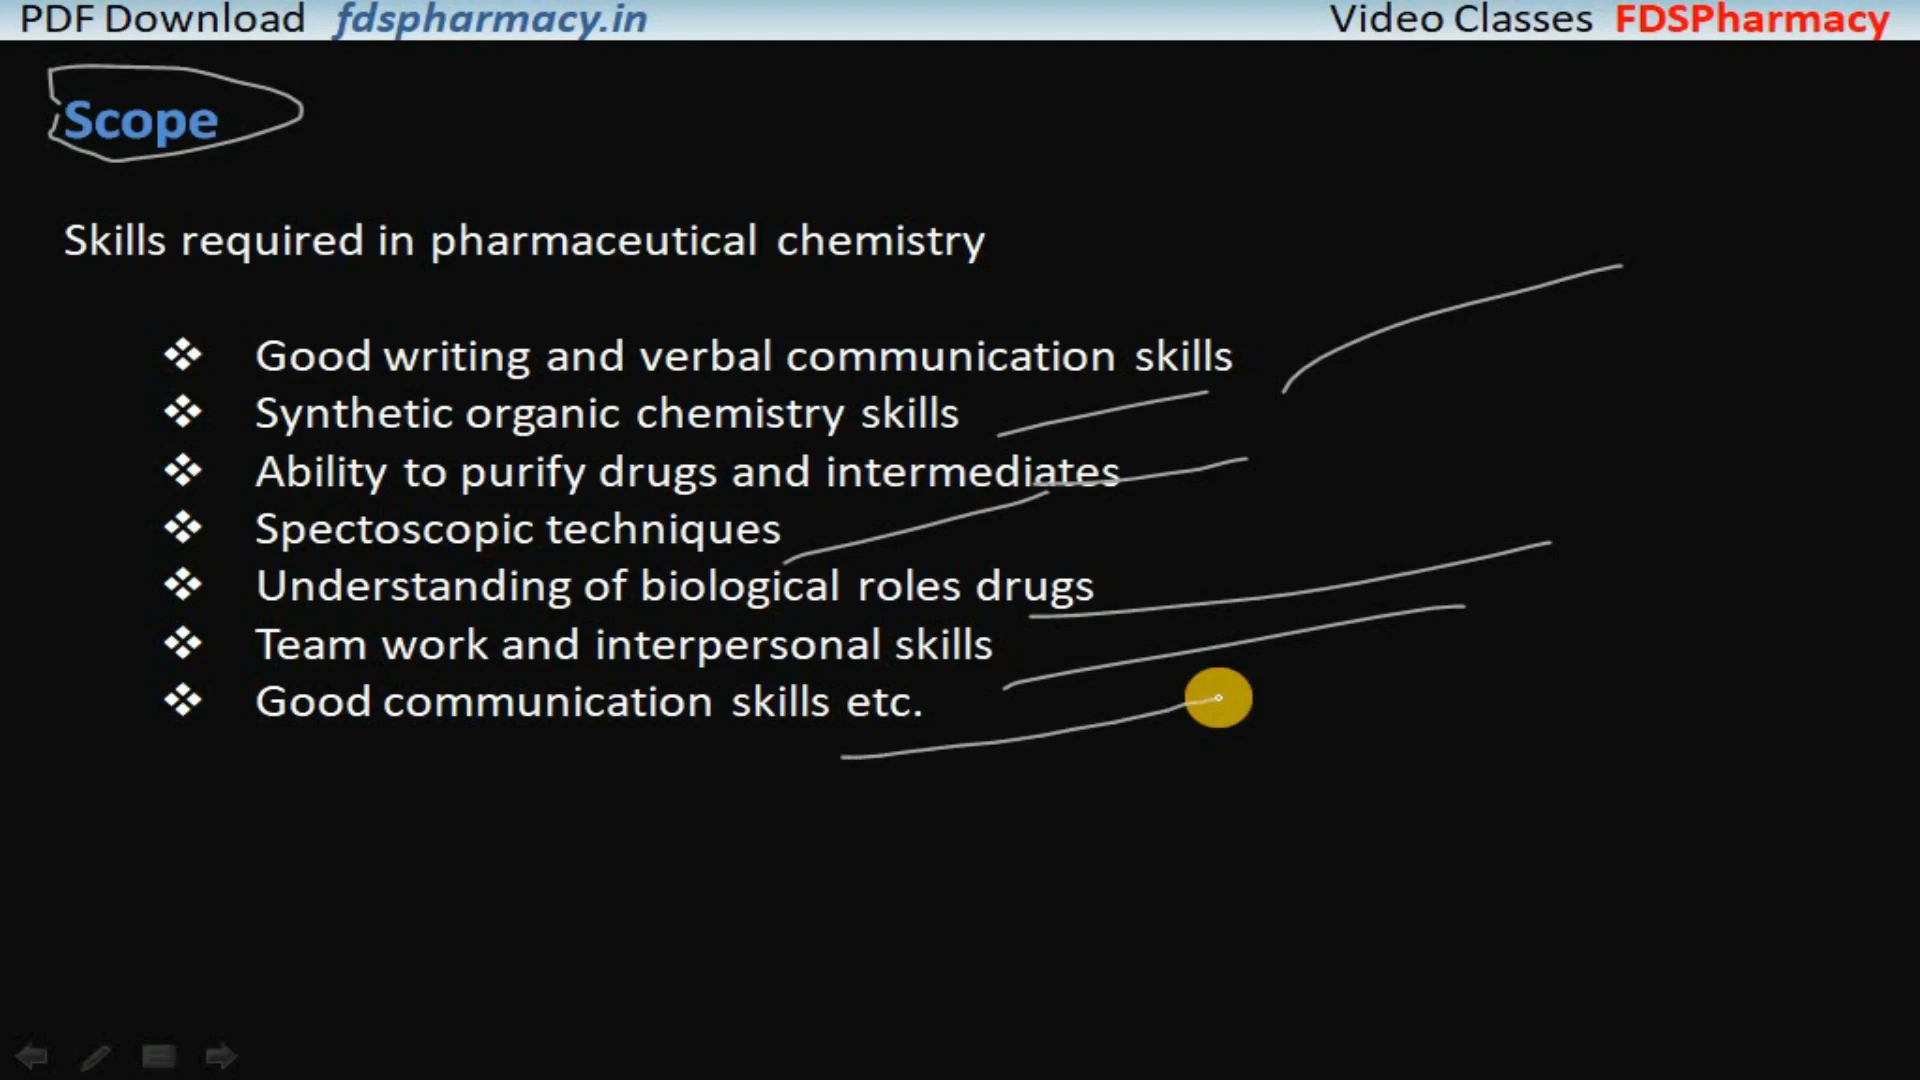 PDF Download fdspharmacy.in Video Classes FDSPharmacy
Scope
Skills required in pharmaceutical chemistry
❖ Good writing and verbal communication skills
❖ Synthetic organic chemistry skills
❖ Ability to purify drugs and intermediates
❖ Spectoscopic techniques
❖ Understanding of biological roles drugs
❖ Team work and interpersonal skills
❖ Good communication skills etc.